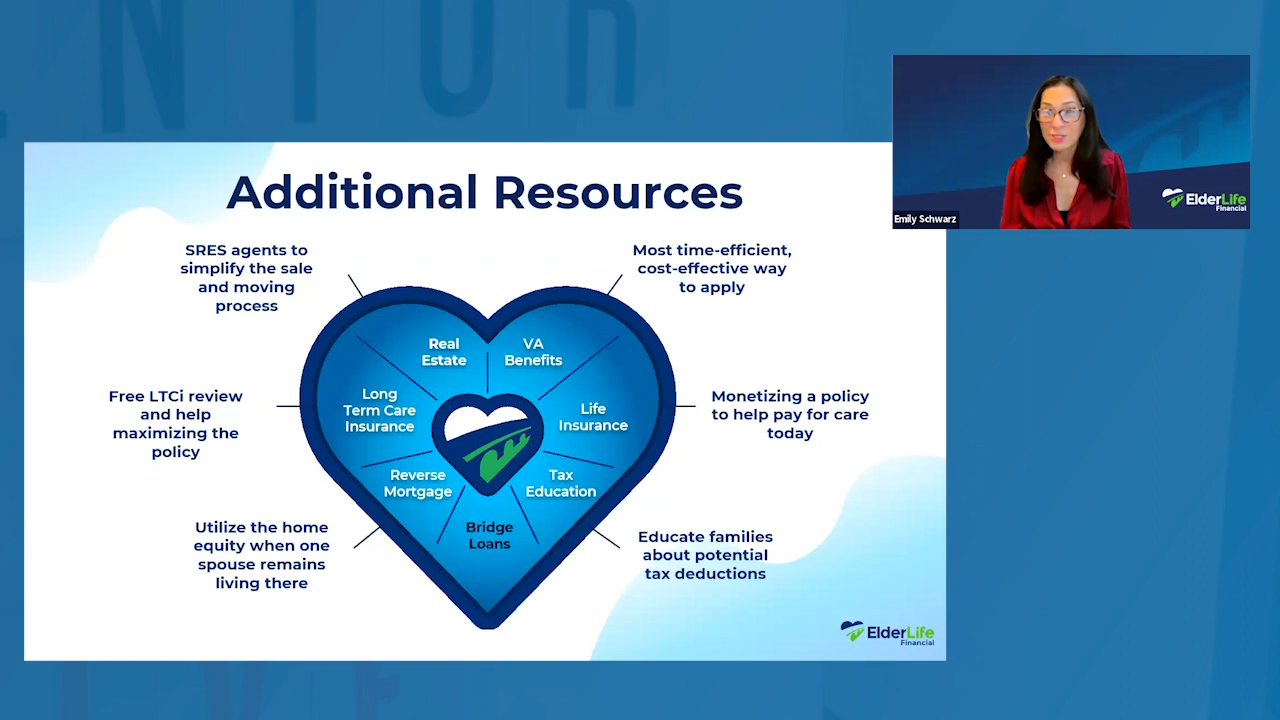 Additional Resources
SRES agents to
simplify the sale
and moving
process
Most time-efficient,
cost-effective way
to apply
Real
Estate
VA
Benefits
Free LTCi review
and help
maximizing the
policy
Long
Term Care
Insurance
Life
Insurance
Monetizing a policy
to help pay for care
today
Reverse
Mortgage
Tax
Education
Bridge
Loans
Utilize the home
equity when one
spouse remains
living there
Educate families
about potential
tax deductions
ElderLife
Financial
ElderLife
Financial
Emily Schwarz